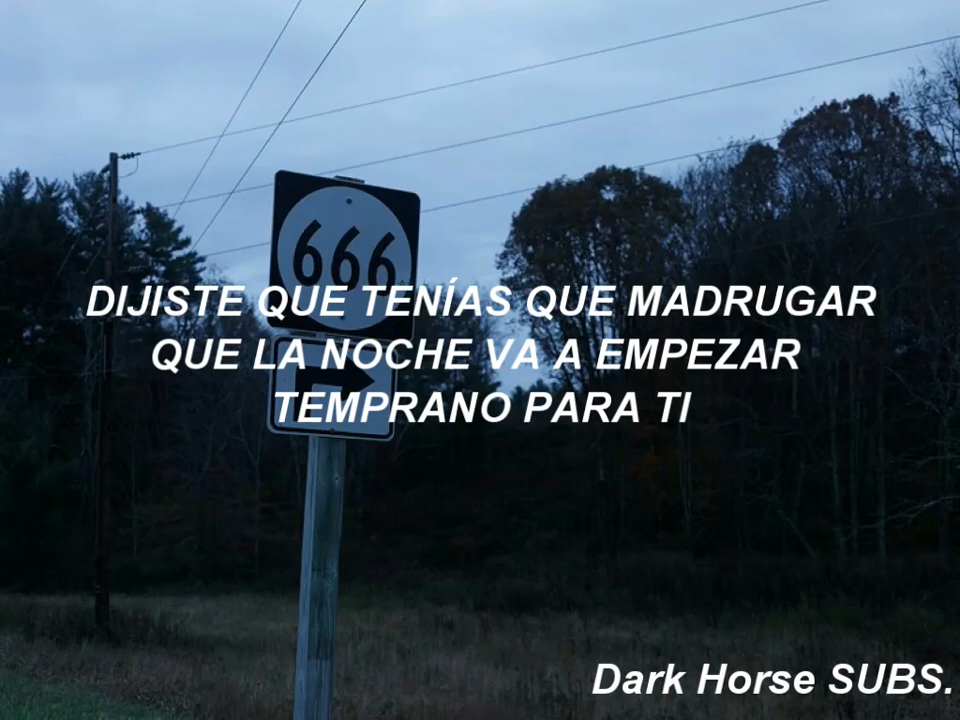 666
DIJISTE QUE TENÍAS QUE MADRUGAR
QUE LA NOCHE VA A EMPEZAR
TEMPRANO PARA TI
Dark Horse SUBS.